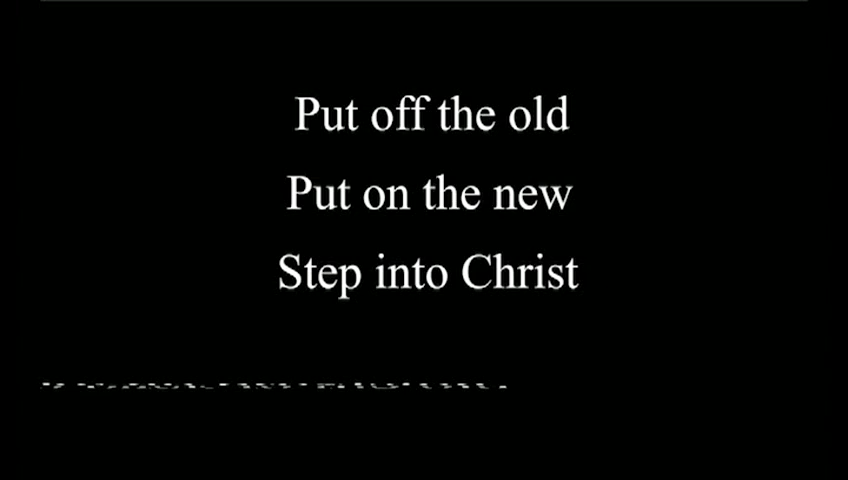 Put off the old
Put on the new
Step into Christ